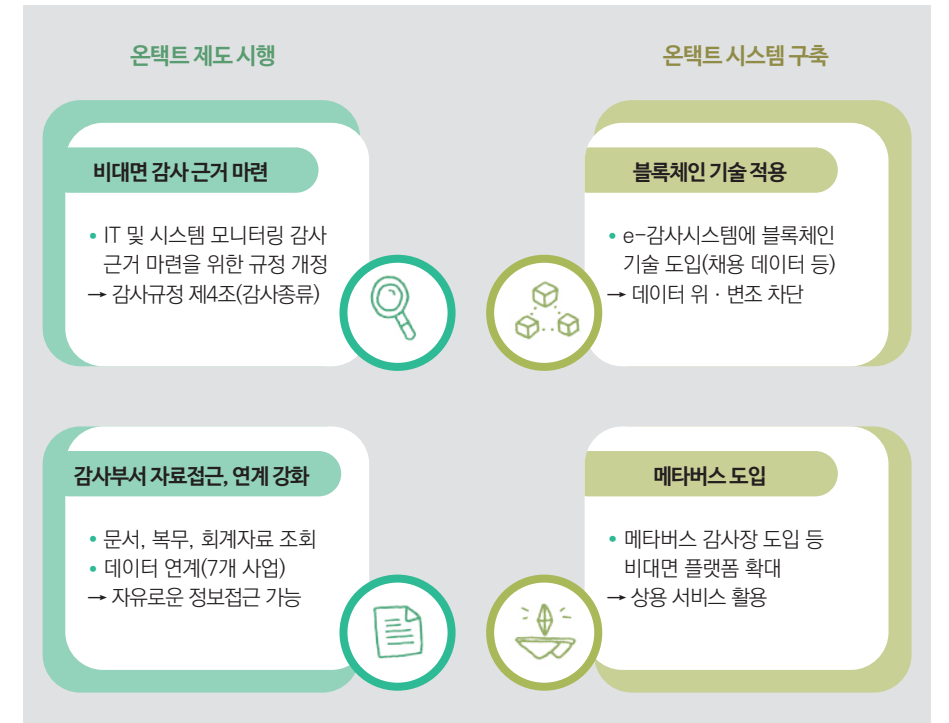 온택트 제도 시행
비대면 감사 근거 마련
• IT 및 시스템 모니터링 감사
근거 마련을 위한 규정 개정
→ 감사규정 제4조(감사종류)
감사부서 자료접근, 연계 강화
• 문서, 복무, 회계자료 조회
• 데이터 연계(7개 사업)
→ 자유로운 정보접근 가능
온택트 시스템 구축
블록체인 기술 적용
• e-감사시스템에 블록체인
기술 도입(채용 데이터 등)
→ 데이터 위 · 변조 차단
메타버스 도입
• 메타버스 감사장 도입 등
비대면 플랫폼 확대
→ 상용 서비스 활용